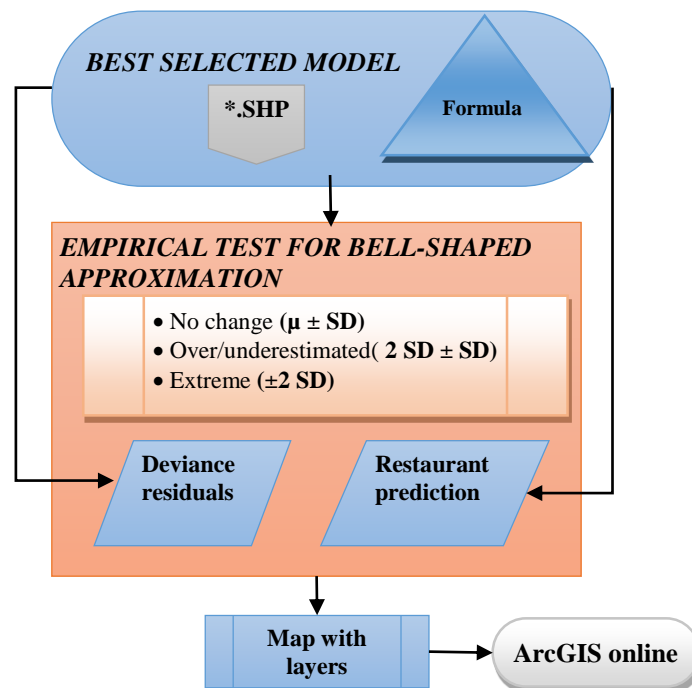 BEST SELECTED MODEL
*.SHP
Formula
EMPIRICAL TEST FOR BELL-SHAPED
APPROXIMATION
• No change (µ ± SD)
• Over/underestimated( 2 SD ± SD)
• Extreme (±2 SD)
Deviance
residuals
Restaurant
prediction
Map with
layers
ArcGIS online